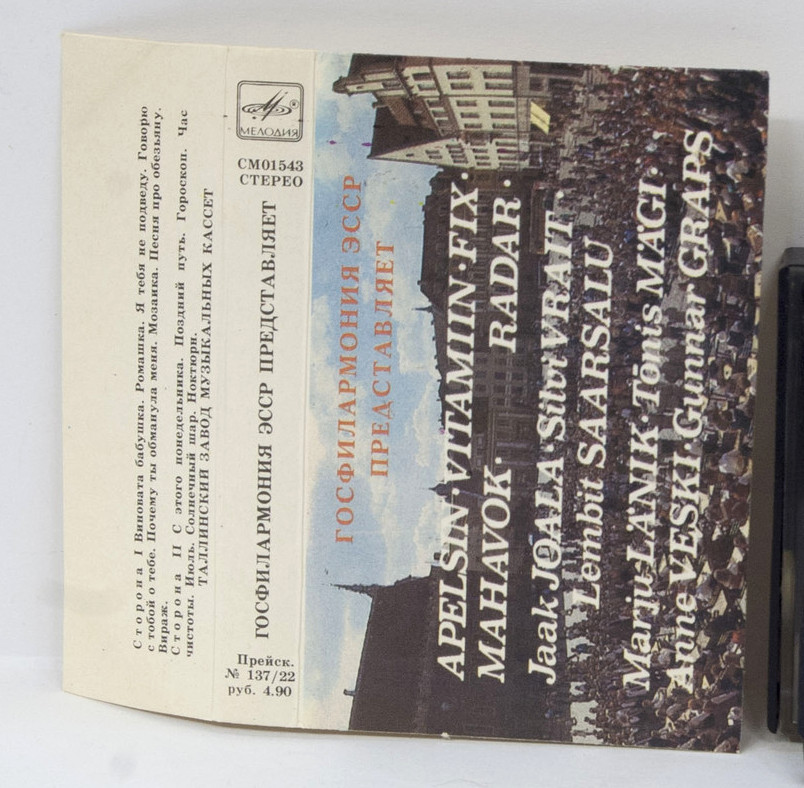 Сторона I Виновата бабушка. Ромашка. Я тебя не подведу. Говорю
с тобой о тебе. Почему ты обманула меня. Мозаика. Песня про обезьяну.
Вираж.
Сторона II С этого понедельника. Поздний путь. Гороскоп. Час
чистоты. Июль. Солнечный шар. Ноктюрн.
ТАЛЛИНСКИЙ ЗАВОД МУЗЫКАЛЬНЫХ КАССЕТ
МЕЛОДИЯ
СМ01543
СТЕРЕО
ГОСФИЛАРМОНИЯ ЭССР ПРЕДСТАВЛЯЕТ
Прейск.
№ 137/22
руб. 4.90
ГОСФИЛАРМОНИЯ ЭССР
ПРЕДСТАВЛЯЕТ
APELSIN·VITAMIIN·FIX·
MAHAVOK· RADAR·
Jaak JOALA·Silvi VRAIT·
Lembit SAARSALU
Marju LÄNIK·Tõnis MÄGI·
Anne VESKI·Gunnar GRAPS